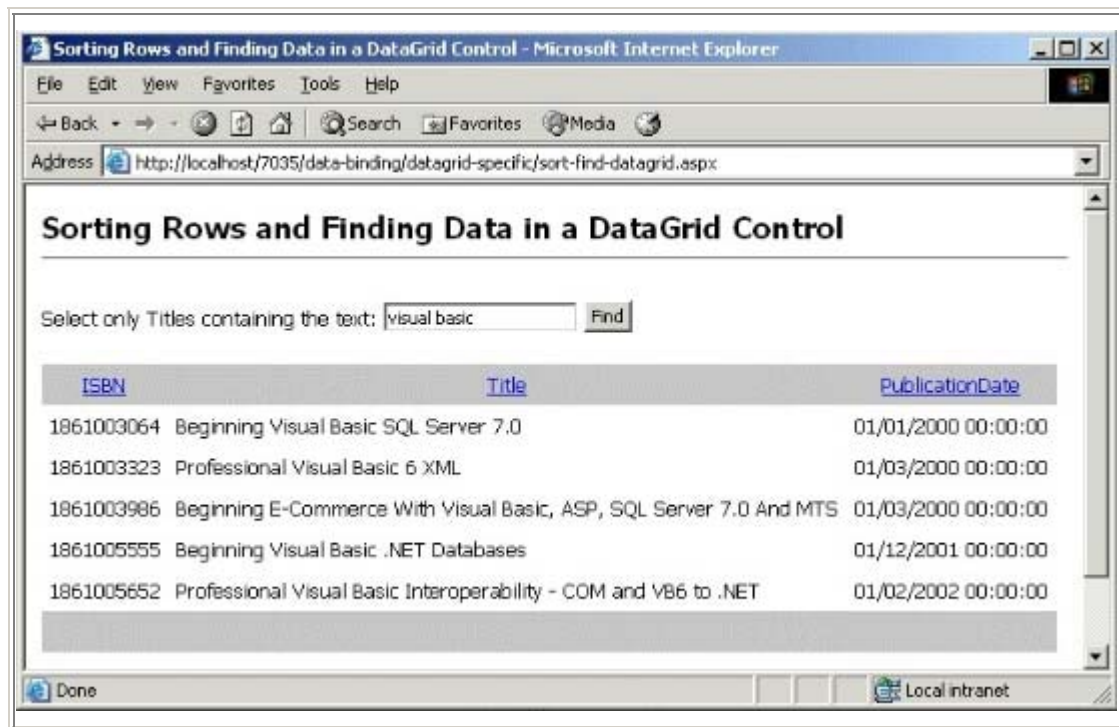 Sorting Rows and Finding Data in a DataGrid Control - Microsoft Internet Explorer
File Edit View Favorites Tools Help
Back Search Favorites Media
Address http://localhost/7035/data-binding/datagrid-specific/sort-find-datagrid.aspx
Sorting Rows and Finding Data in a DataGrid Control
Select only Titles containing the text: visual basic Find
ISBN Title PublicationDate
1861003064 Beginning Visual Basic SQL Server 7.0 01/01/2000 00:00:00
1861003323 Professional Visual Basic 6 XML 01/03/2000 00:00:00
1861003986 Beginning E-Commerce With Visual Basic, ASP, SQL Server 7.0 And MTS 01/03/2000 00:00:00
1861005555 Beginning Visual Basic .NET Databases 01/12/2001 00:00:00
1861005652 Professional Visual Basic Interoperability - COM and VB6 to .NET 01/02/2002 00:00:00
Done Local intranet